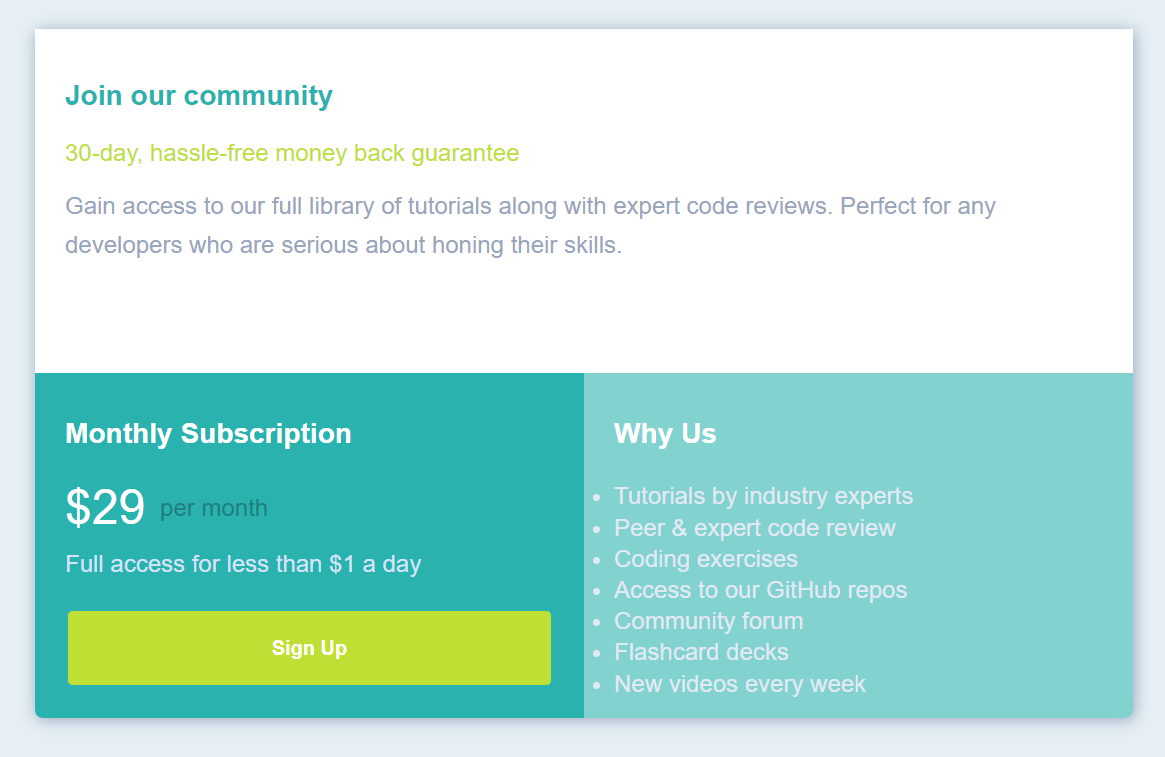 Join our community
30-day, hassle-free money back guarantee
Gain access to our full library of tutorials along with expert code reviews. Perfect for any
developers who are serious about honing their skills.
Monthly Subscription
$29 per month
Full access for less than $1 a day
Sign Up
Why Us
Tutorials by industry experts
Peer & expert code review
Coding exercises
Access to our GitHub repos
Community forum
Flashcard decks
New videos every week